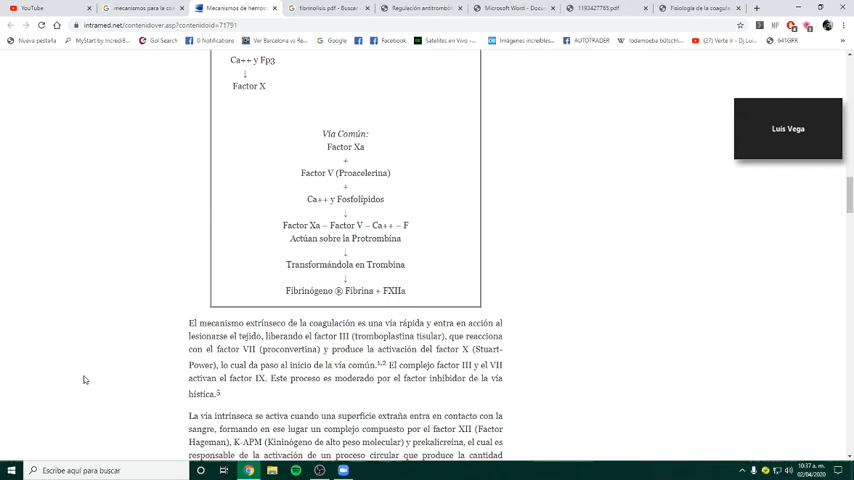 YouTube
mecanismos para la co
Mecanismos de hemos
fibrinolisis pdf - Buscar
Regulación antitrombi
Microsoft Word - Docu
1193427785.pdf
Fisiología de la coagula
intramed.net/contenidover.asp?contenidoid=71791
Nueva pestaña
MyStart by IncrediM...
Gol Search
0 Notifications
Ver Barcelona vs Re...
Google
Facebook
Satelites en Vivo -...
Imágenes increíbles...
AUTOTRADER
Iodamoeba bütschli...
(27) Verte Ir - Dj Lui...
641GRR
Ca++ y Fp3
↓
Factor X
Vía Común:
Factor Xa
+
Factor V (Proacelerina)
+
Ca++ y Fosfolípidos
↓
Factor Xa – Factor V – Ca++ – F
Actúan sobre la Protrombina
↓
Transformándola en Trombina
↓
Fibrinógeno ® Fibrina + FXIIa
Luis Vega
El mecanismo extrínseco de la coagulación es una vía rápida y entra en acción al
lesionarse el tejido, liberando el factor III (tromboplastina tisular), que reacciona
con el factor VII (proconvertina) y produce la activación del factor X (Stuart-
Power), lo cual da paso al inicio de la vía común.1,2 El complejo factor III y el VII
activan el factor IX. Este proceso es moderado por el factor inhibidor de la vía
hística.5
La vía intrínseca se activa cuando una superficie extraña entra en contacto con la
sangre, formando en ese lugar un complejo compuesto por el factor XII (Factor
Hageman), K-APM (Kininógeno de alto peso molecular) y prekalicreína, el cual es
responsable de la activación de un proceso circular que produce la cantidad
Escribe aquí para buscar
10:37 a. m.
02/04/2020